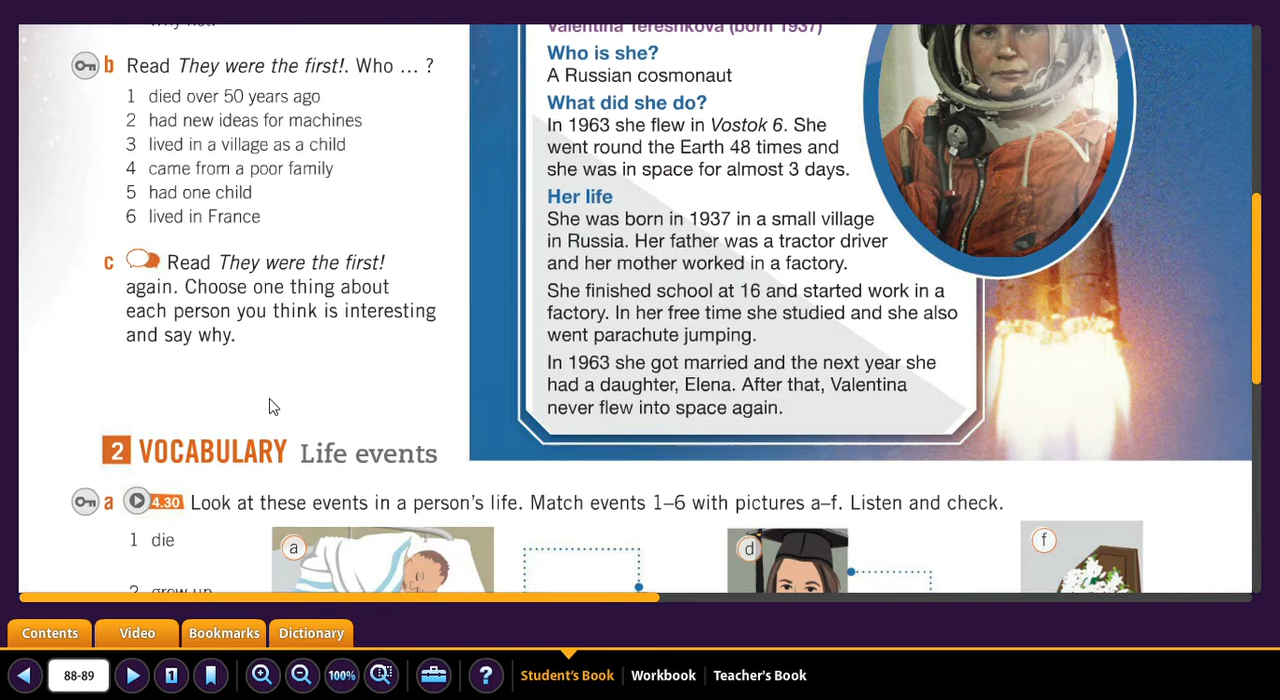 b Read They were the first!. Who … ?
1 died over 50 years ago
2 had new ideas for machines
3 lived in a village as a child
4 came from a poor family
5 had one child
6 lived in France
c Read They were the first!
again. Choose one thing about
each person you think is interesting
and say why.
Valentina Tereshkova (born 1937)
Who is she?
A Russian cosmonaut
What did she do?
In 1963 she flew in Vostok 6. She
went round the Earth 48 times and
she was in space for almost 3 days.
Her life
She was born in 1937 in a small village
in Russia. Her father was a tractor driver
and her mother worked in a factory.
She finished school at 16 and started work in a
factory. In her free time she studied and she also
went parachute jumping.
In 1963 she got married and the next year she
had a daughter, Elena. After that, Valentina
never flew into space again.
2 VOCABULARY Life events
a 4.30 Look at these events in a person's life. Match events 1–6 with pictures a–f. Listen and check.
1 die
2 grow up
a
d
f
Contents
Video
Bookmarks
Dictionary
88-89
1
100%
?
Student's Book
Workbook
Teacher's Book